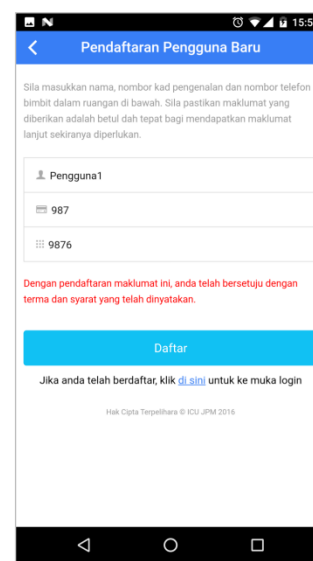 15:5
Pendaftaran Pengguna Baru
Sila masukkan nama, nombor kad pengenalan dan nombor telefon
bimbit dalam ruangan di bawah. Sila pastikan maklumat yang
diberikan adalah betul dah tepat bagi mendapatkan maklumat
lanjut sekiranya diperlukan.
Pengguna1
987
9876
Dengan pendaftaran maklumat ini, anda telah bersetuju dengan
terma dan syarat yang telah dinyatakan.
Daftar
Jika anda telah berdaftar, klik di sini untuk ke muka login
Hak Cipta Terpelihara © ICU JPM 2016